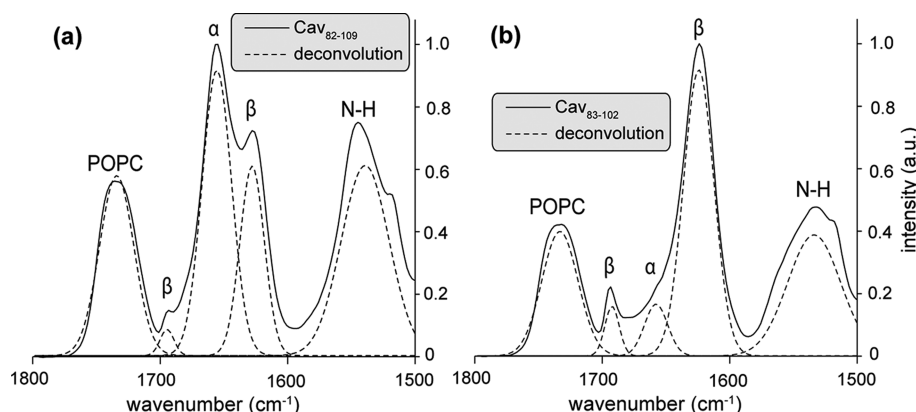 (a)
Cav82-109
deconvolution
POPC
β
α
β
N-H
1.0
0.8
0.6
0.4
0.2
0
1800
1700
1600
1500
wavenumber (cm-1)
(b)
Cav83-102
deconvolution
POPC
β
α
β
N-H
1.0
0.8
0.6
0.4
0.2
0
intensity (a.u.)
1800
1700
1600
1500
wavenumber (cm-1)